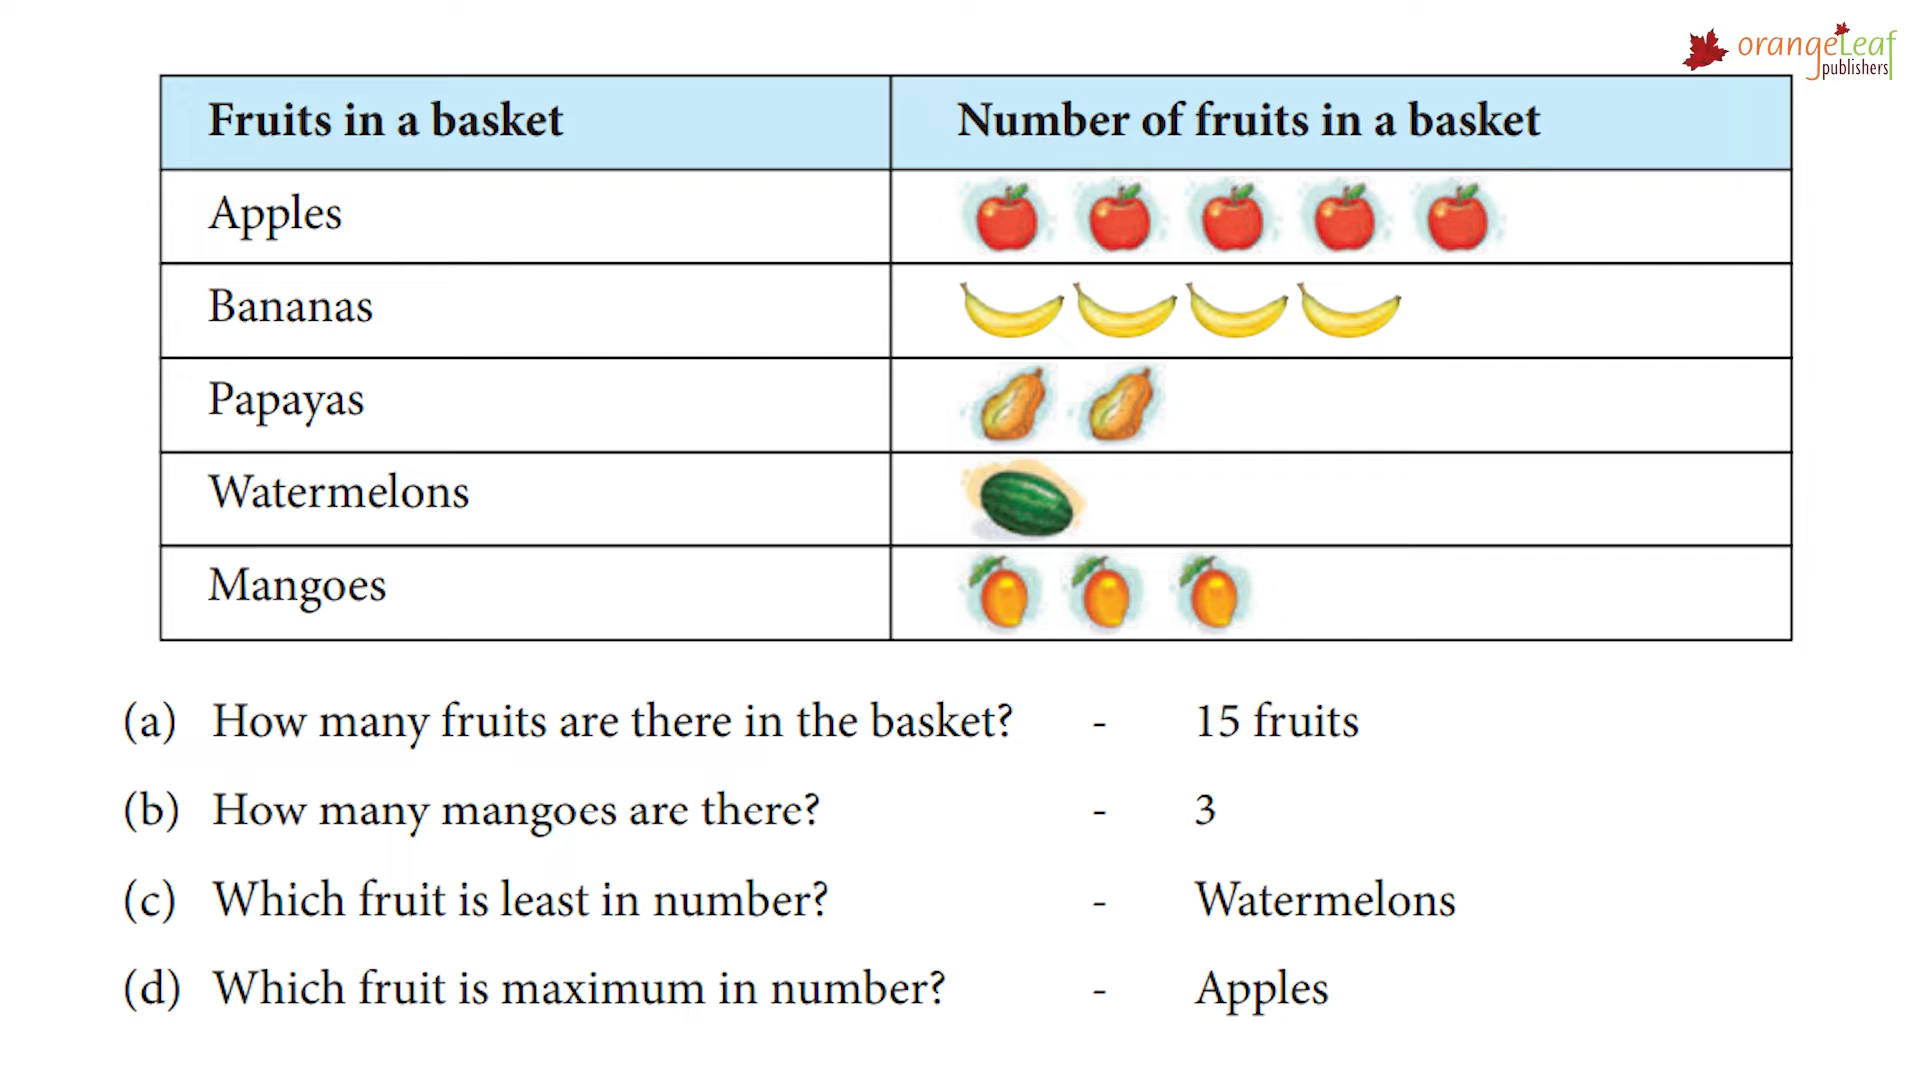 orangeLeaf
publishers
Fruits in a basket Number of fruits in a basket
Apples
Bananas
Papayas
Watermelons
Mangoes
(a) How many fruits are there in the basket? - 15 fruits
(b) How many mangoes are there? - 3
(c) Which fruit is least in number? - Watermelons
(d) Which fruit is maximum in number? - Apples